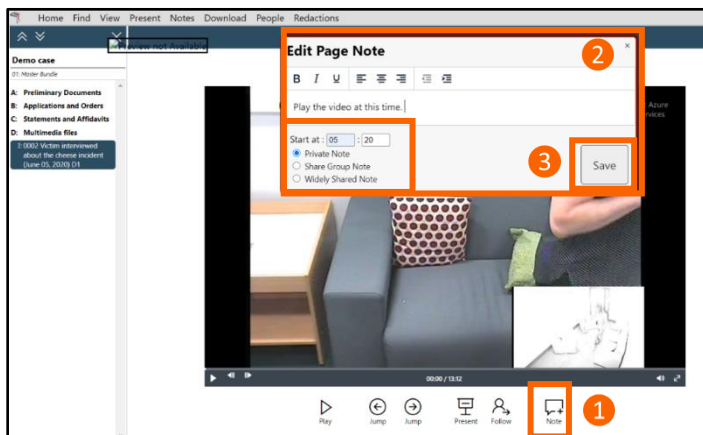 Home Find View Present Notes Download People Redactions
Preview not Available
Demo case
01: Master Bundle
A: Preliminary Documents
B: Applications and Orders
C: Statements and Affidavits
D: Multimedia files
1: 0002 Victim interviewed
about the cheese incident
(June 05, 2020) D1
Edit Page Note
2
×
B I U
Play the video at this time.
Azure
Services
Start at : 05 : 20
Private Note
Share Group Note
Widely Shared Note
3
Save
00:00 / 13:12
Play Jump Jump Present Follow Note
1